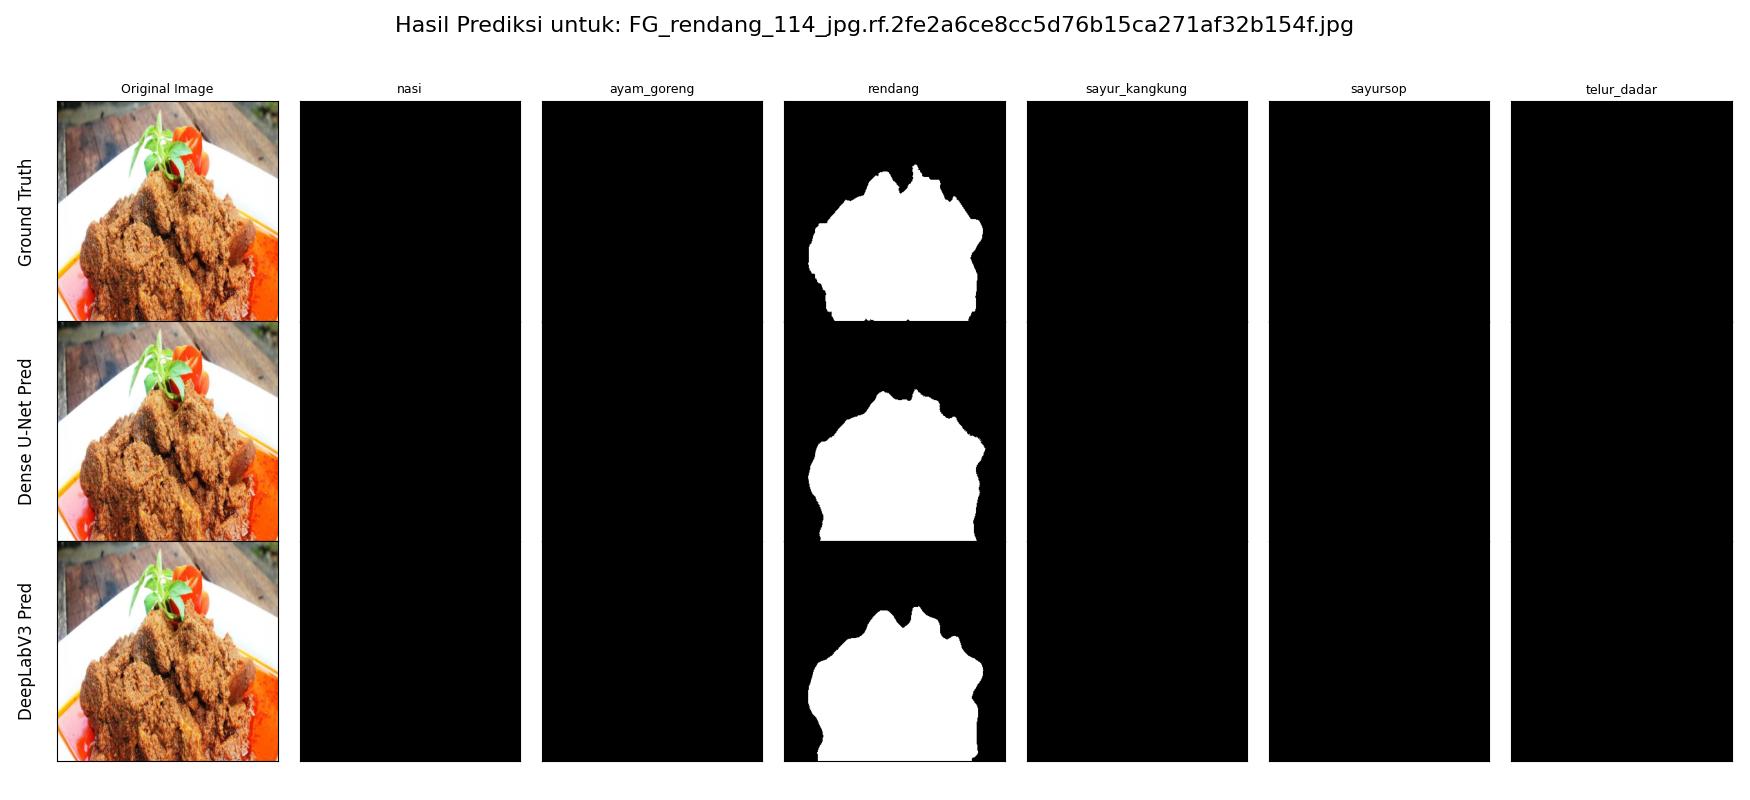 Hasil Prediksi untuk: FG_rendang_114_jpg.rf.2fe2a6ce8cc5d76b15ca271af32b154f.jpg
Original Image
nasi
ayam_goreng
rendang
sayur_kangkung
sayursop
telur_dadar
Ground Truth
Dense U-Net Pred
DeepLabV3 Pred